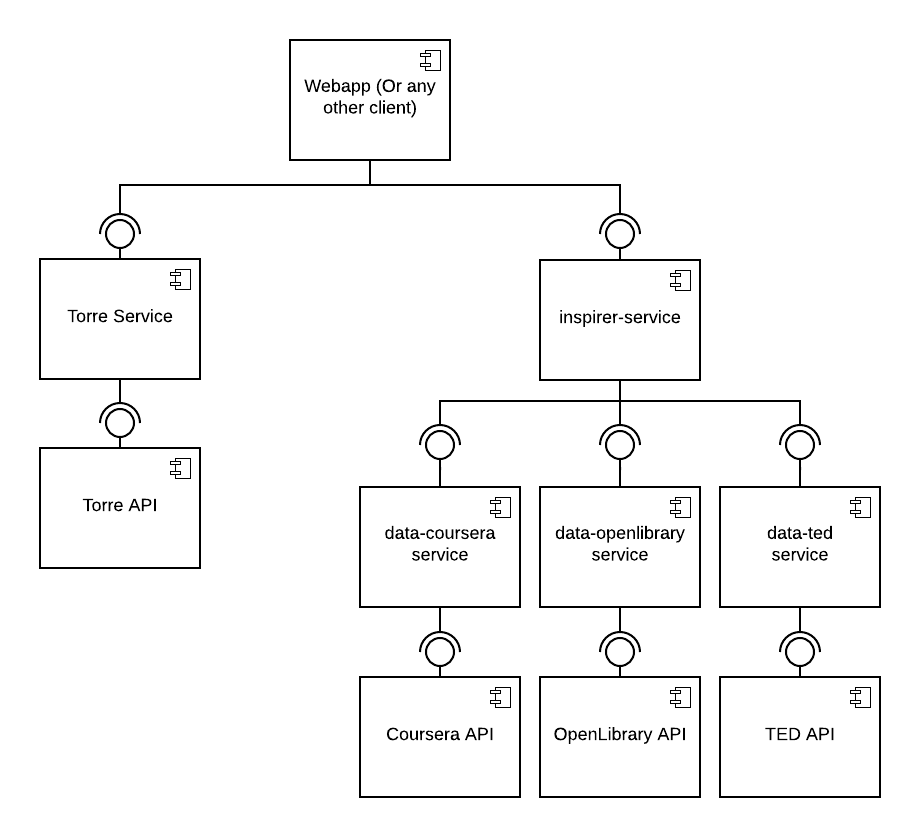 Webapp (Or any
other client)
Torre Service
inspirer-service
Torre API
data-coursera
service
data-openlibrary
service
data-ted
service
Coursera API
OpenLibrary API
TED API